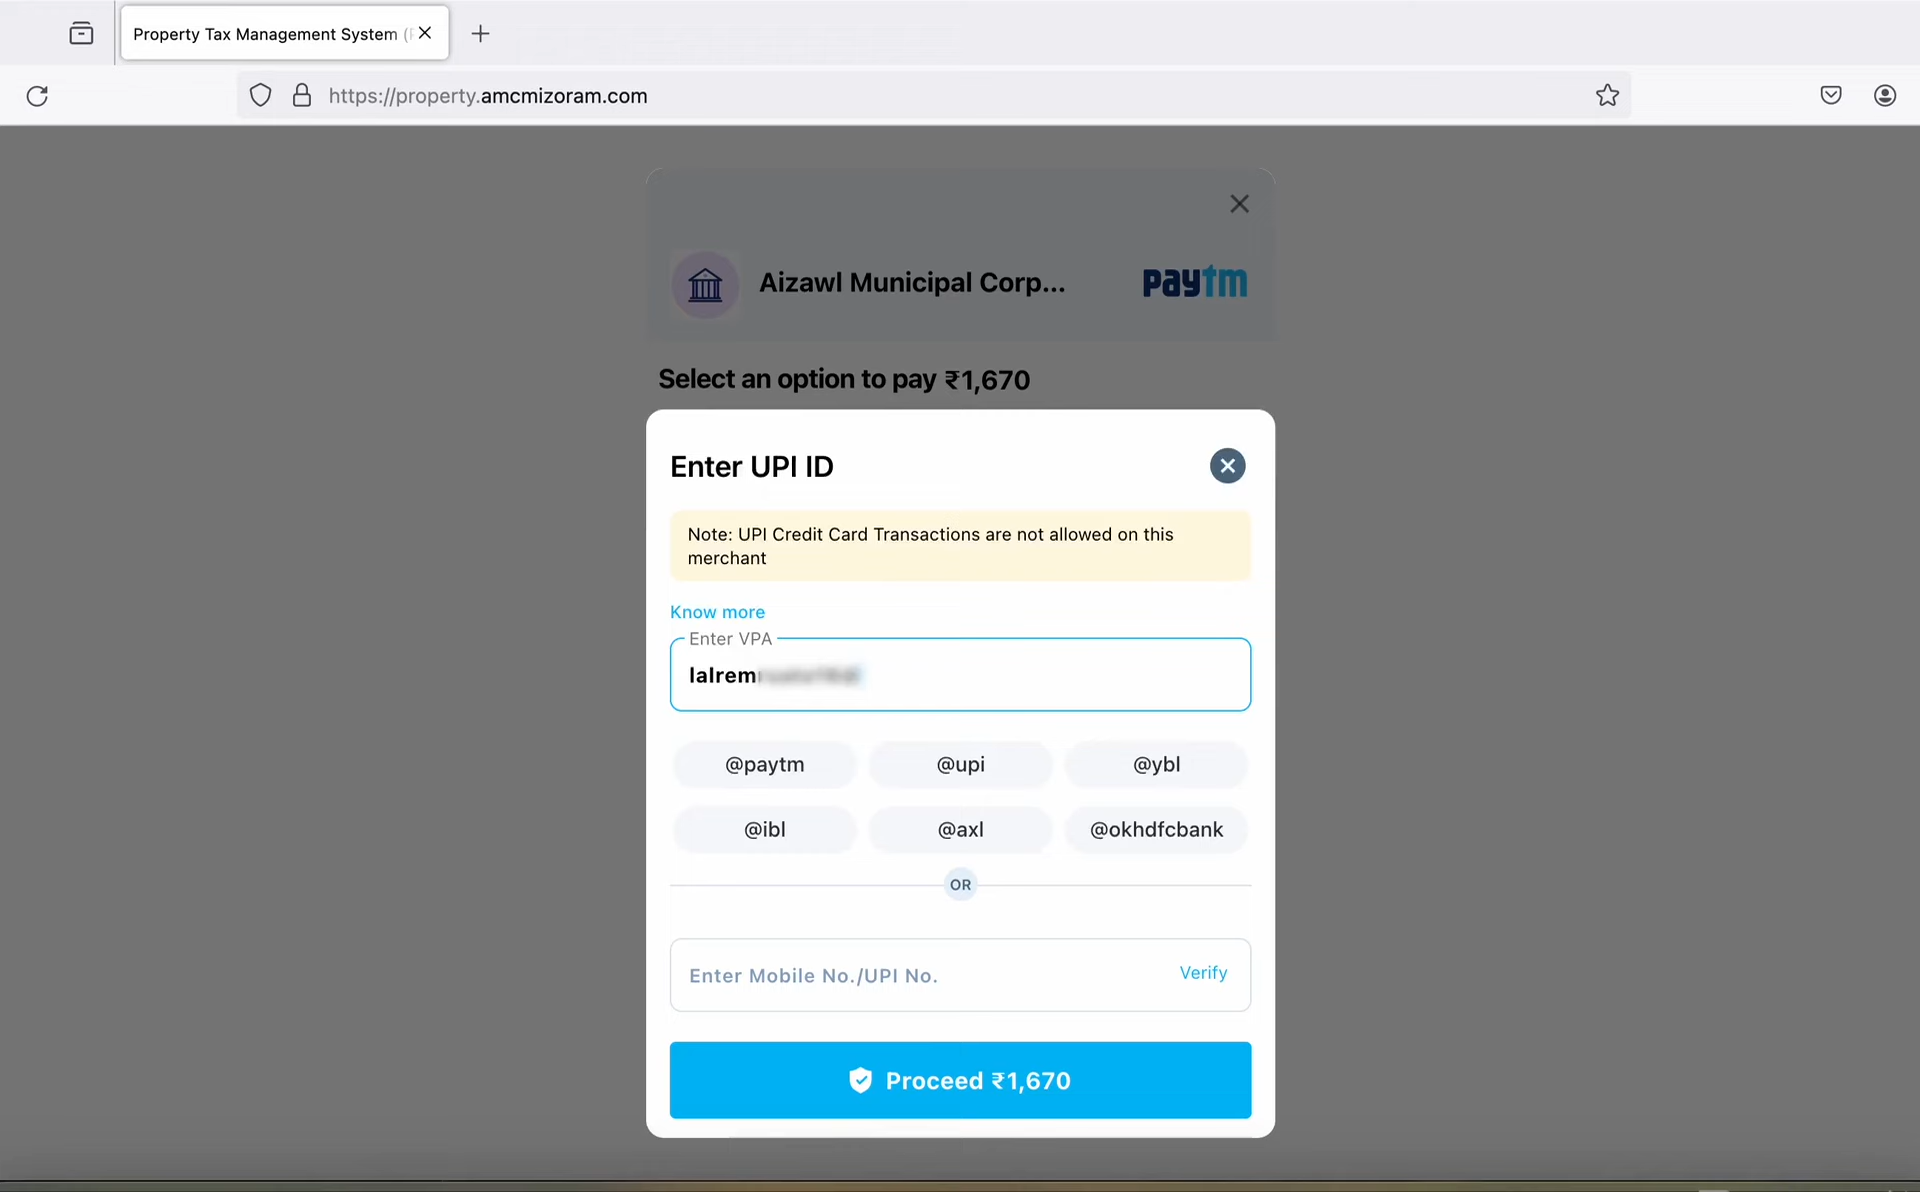 Property Tax Management System (
https://property.amcmizoram.com
Aizawl Municipal Corp...
paytm
Select an option to pay ₹1,670
Enter UPI ID
Note: UPI Credit Card Transactions are not allowed on this
merchant
Know more
Enter VPA
lalrem
@paytm
@upi
@ybl
@ibl
@axl
@okhdfcbank
OR
Enter Mobile No./UPI No.
Verify
Proceed ₹1,670